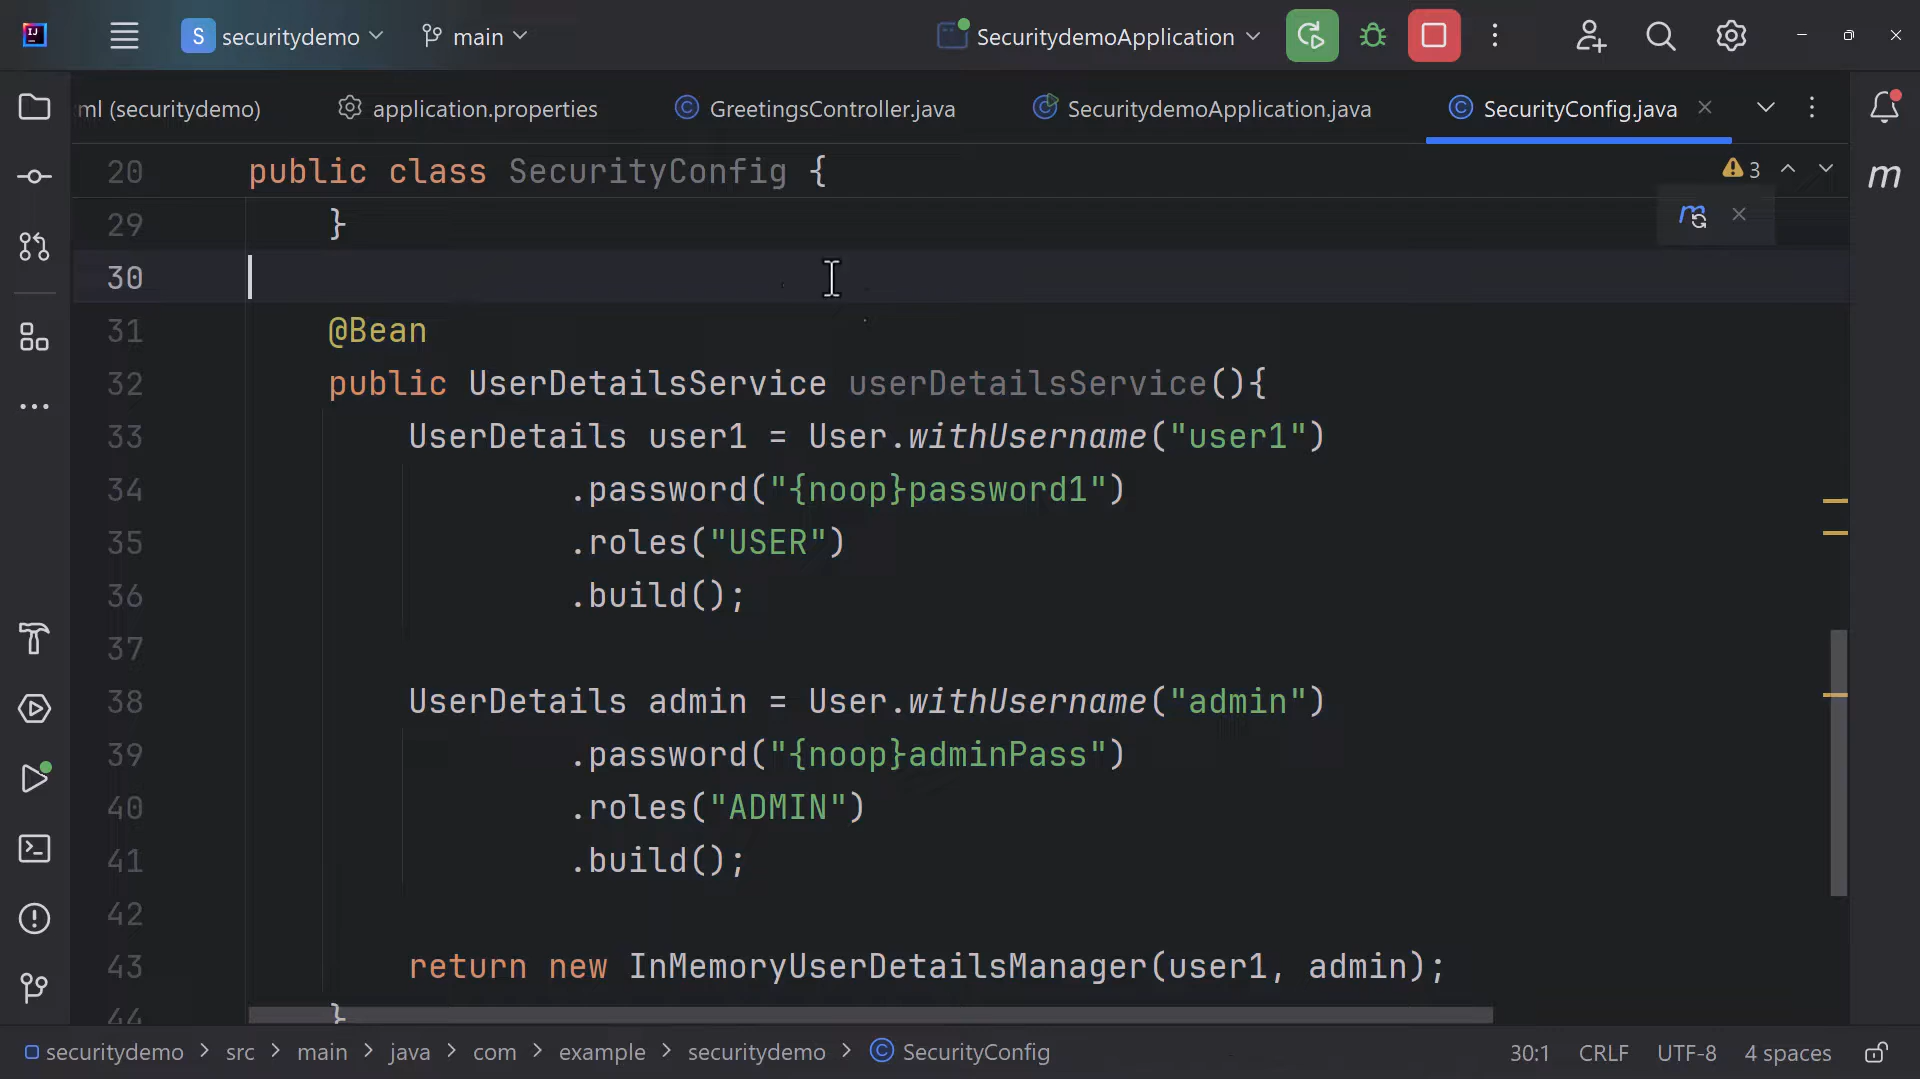 IJ
S securitydemo main SecuritydemoApplication
ml (securitydemo) application.properties GreetingsController.java SecuritydemoApplication.java SecurityConfig.java
20 public class SecurityConfig { 3
m
29 }
30
31 @Bean
32 public UserDetailsService userDetailsService(){
33 UserDetails user1 = User.withUsername("user1")
34 .password("{noop}password1")
35 .roles("USER")
36 .build();
37
38 UserDetails admin = User.withUsername("admin")
39 .password("{noop}adminPass")
40 .roles("ADMIN")
41 .build();
42
43 return new InMemoryUserDetailsManager(user1, admin);
44 }
securitydemo > src > main > java > com > example > securitydemo > SecurityConfig 30:1 CRLF UTF-8 4 spaces